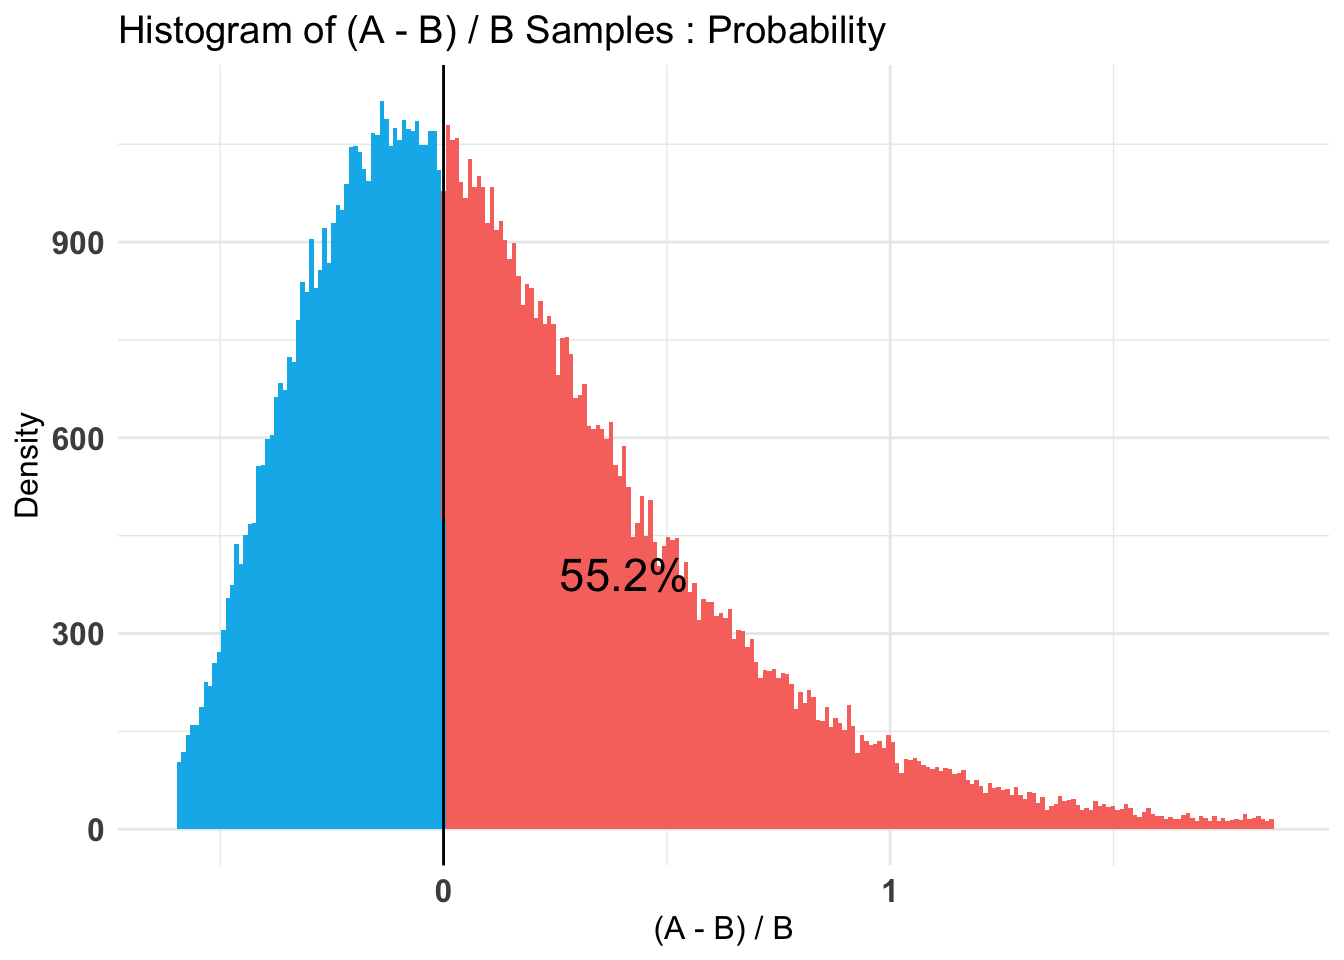 Histogram of (A - B) / B Samples : Probability
Density
900
600
300
0
55.2%
0
1
(A - B) / B